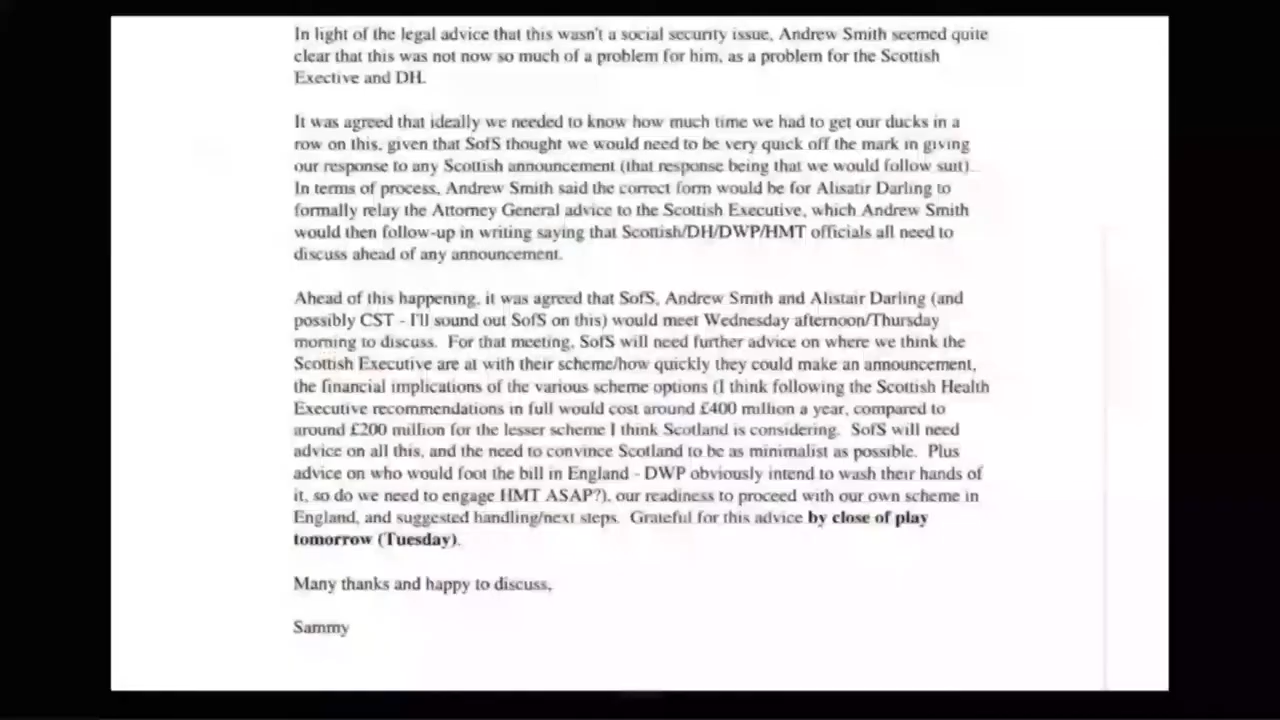 In light of the legal advice that this wasn't a social security issue, Andrew Smith seemed quite
clear that this was not now so much of a problem for him, as a problem for the Scottish
Exective and DH.
It was agreed that ideally we needed to know how much time we had to get our ducks in a
row on this, given that SofS thought we would need to be very quick off the mark in giving
our response to any Scottish announcement (that response being that we would follow suit).
In terms of process, Andrew Smith said the correct form would be for Alisatir Darling to
formally relay the Attorney General advice to the Scottish Executive, which Andrew Smith
would then follow-up in writing saying that Scottish/DH/DWP/HMT officials all need to
discuss ahead of any announcement.
Ahead of this happening, it was agreed that SofS, Andrew Smith and Alistair Darling (and
possibly CST - I'll sound out SofS on this) would meet Wednesday afternoon/Thursday
morning to discuss. For that meeting, SofS will need further advice on where we think the
Scottish Executive are at with their scheme/how quickly they could make an announcement,
the financial implications of the various scheme options (I think following the Scottish Health
Executive recommendations in full would cost around £400 million a year, compared to
around £200 million for the lesser scheme I think Scotland is considering. SofS will need
advice on all this, and the need to convince Scotland to be as minimalist as possible. Plus
advice on who would foot the bill in England - DWP obviously intend to wash their hands of
it, so do we need to engage HMT ASAP?), our readiness to proceed with our own scheme in
England, and suggested handling/next steps. Grateful for this advice by close of play
tomorrow (Tuesday).
Many thanks and happy to discuss,
Sammy